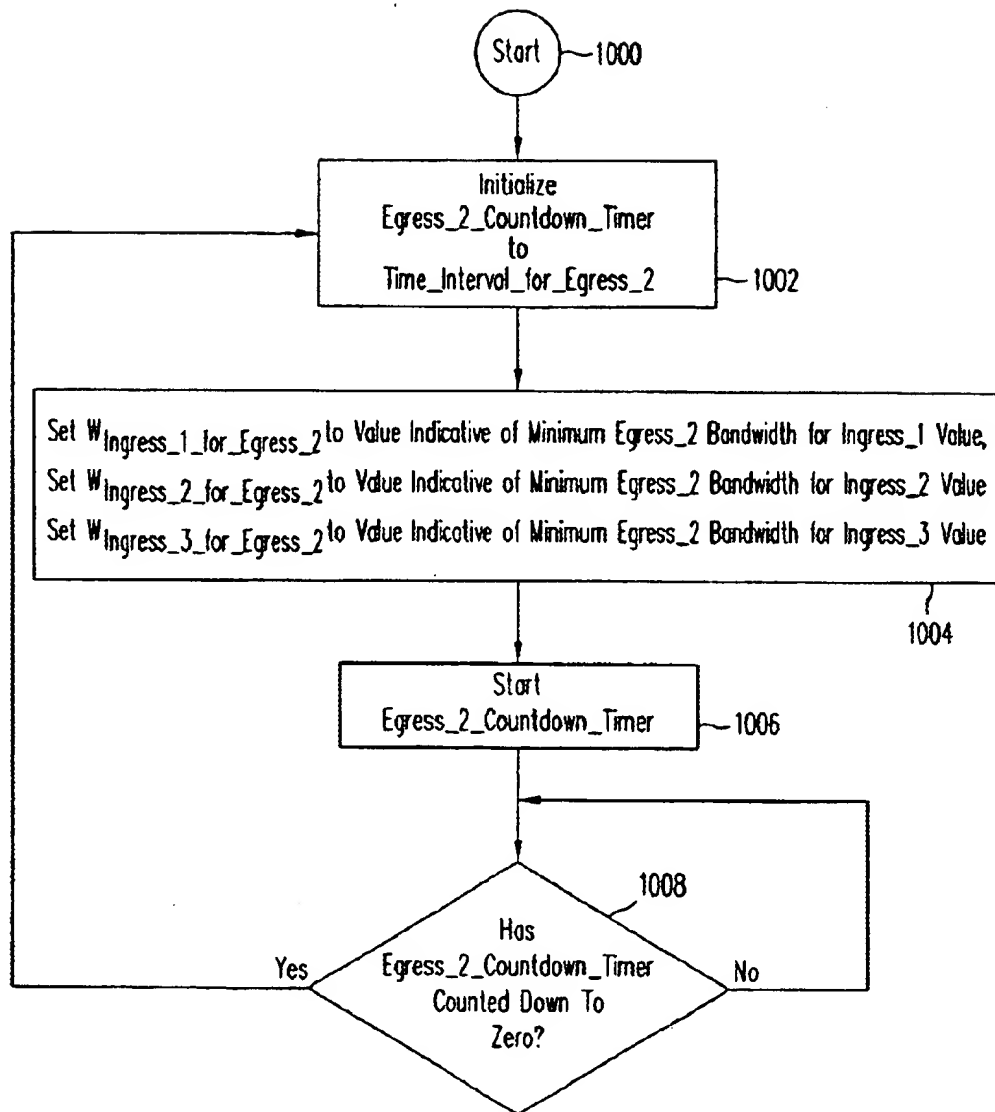 Start
1000
Initialize
Egress_2_Countdown_Timer
to
Time_Interval_for_Egress_2
1002
Set WIngress_1_for_Egress_2 to Value Indicative of Minimum Egress_2 Bandwidth for Ingress_1 Value,
Set WIngress_2_for_Egress_2 to Value Indicative of Minimum Egress_2 Bandwidth for Ingress_2 Value
Set WIngress_3_for_Egress_2 to Value Indicative of Minimum Egress_2 Bandwidth for Ingress_3 Value
1004
Start
Egress_2_Countdown_Timer
1006
1008
Has
Egress_2_Countdown_Timer
Counted Down To
Zero?
Yes
No